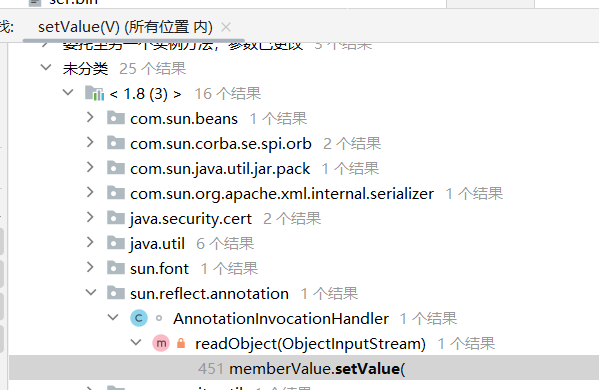 ser.bin
戈: setValue(V) (所有位置 内) ×
委托至另一个实例方法，参数已更改 3 个结果
未分类 25 个结果
< 1.8 (3) > 16 个结果
com.sun.beans 1 个结果
com.sun.corba.se.spi.orb 2 个结果
com.sun.java.util.jar.pack 1 个结果
com.sun.org.apache.xml.internal.serializer 1 个结果
java.security.cert 2 个结果
java.util 6 个结果
sun.font 1 个结果
sun.reflect.annotation 1 个结果
AnnotationInvocationHandler 1 个结果
readObject(ObjectInputStream) 1 个结果
451 memberValue.setValue(